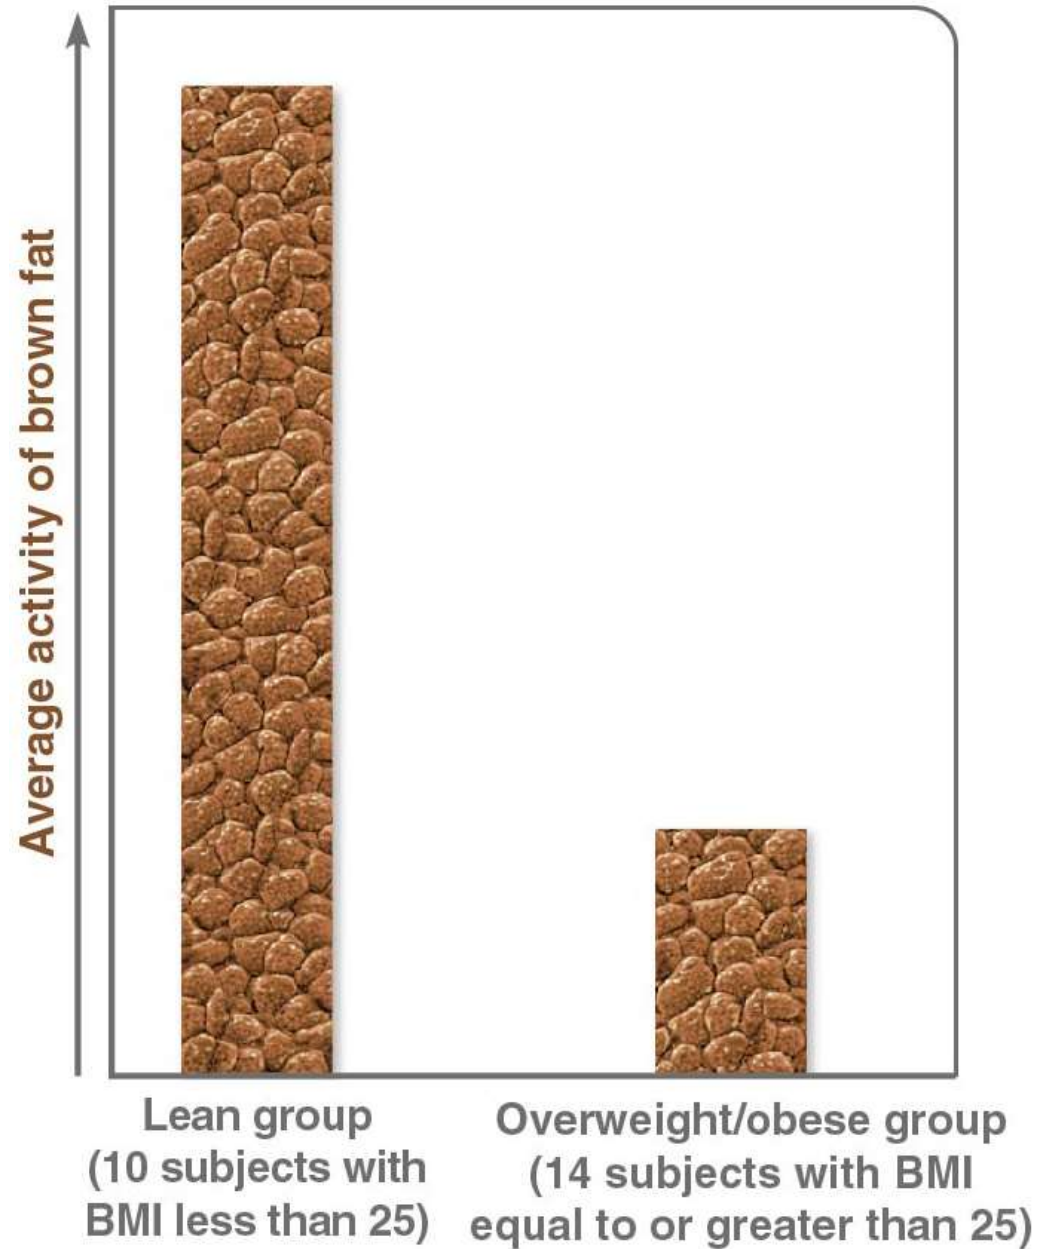 Average activity of brown fat
Lean group
(10 subjects with
BMI less than 25)
Overweight/obese group
(14 subjects with BMI
equal to or greater than 25)